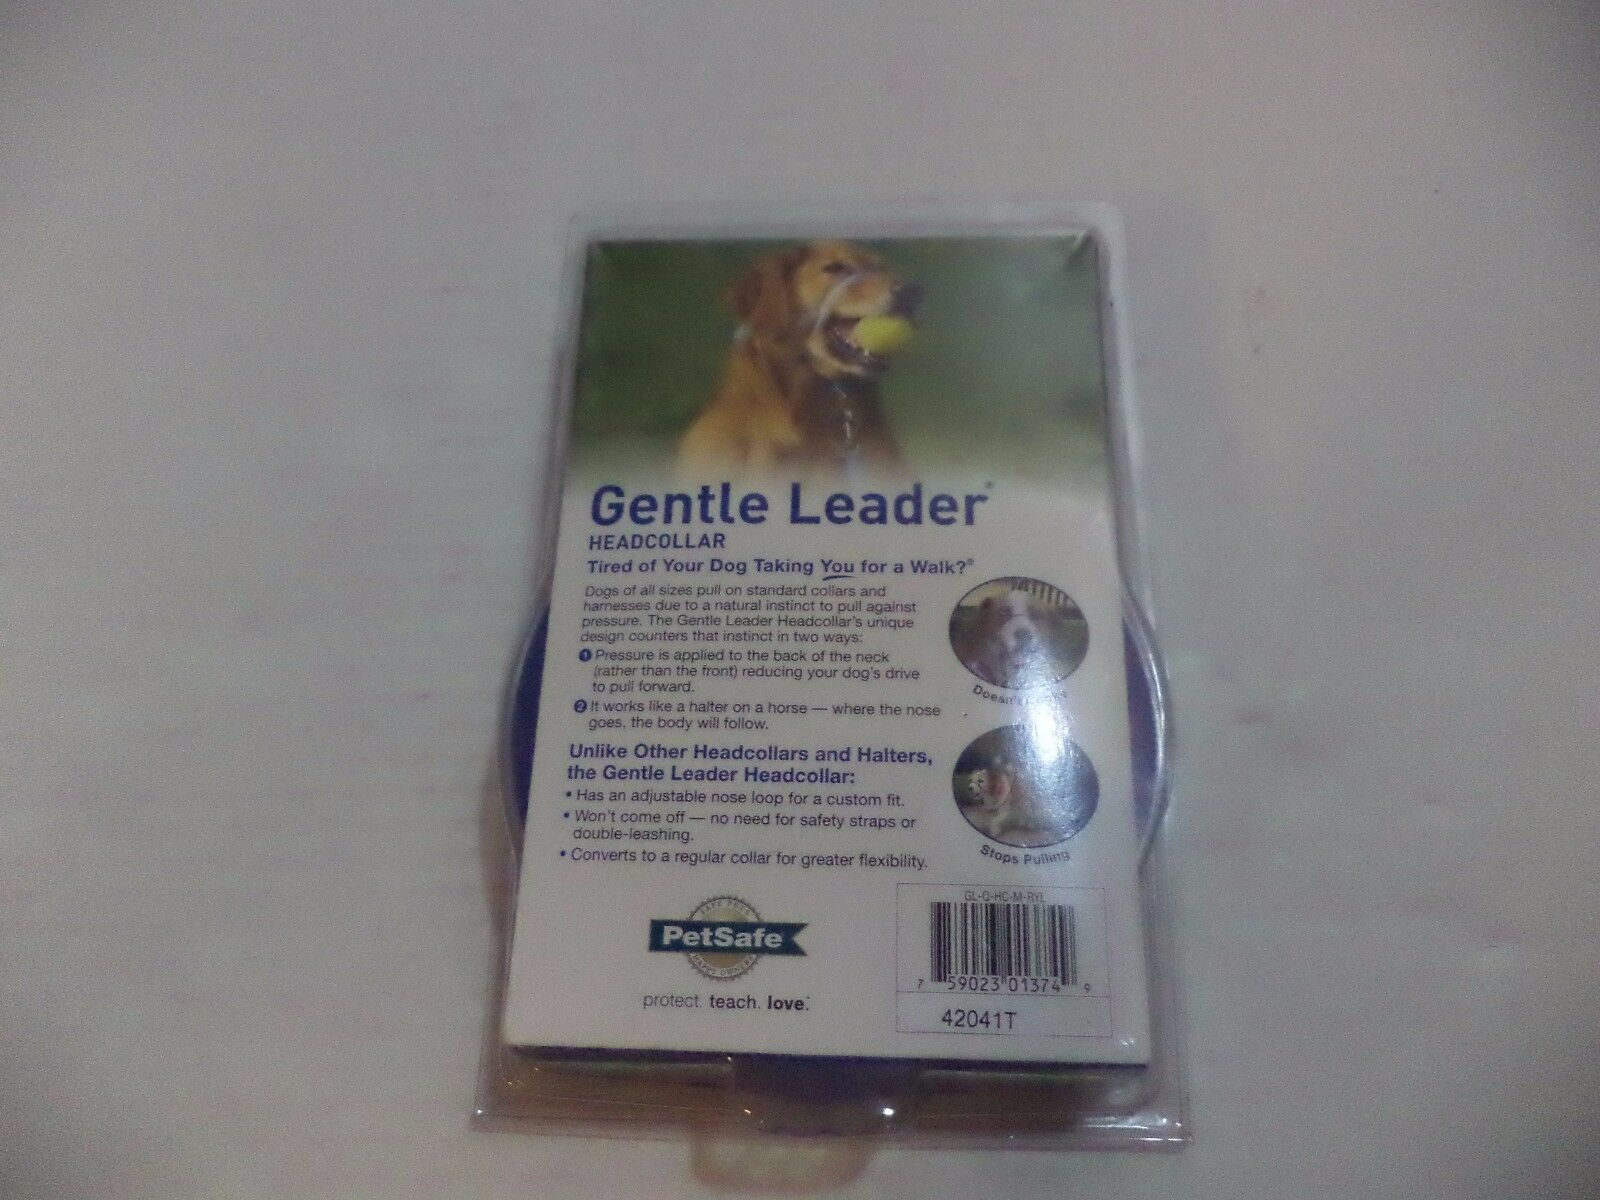 Gentle Leader®
HEADCOLLAR
Tired of Your Dog Taking You for a Walk?®
Dogs of all sizes pull on standard collars and
harnesses due to a natural instinct to pull against
pressure. The Gentle Leader Headcollar's unique
design counters that instinct in two ways:
1 Pressure is applied to the back of the neck
(rather than the front) reducing your dog's drive
to pull forward.
2 It works like a halter on a horse — where the nose
goes, the body will follow.
Unlike Other Headcollars and Halters,
the Gentle Leader Headcollar:
• Has an adjustable nose loop for a custom fit.
• Won't come off — no need for safety straps or
double-leashing.
• Converts to a regular collar for greater flexibility.
Doesn't
Stops Pulling
SAFE PETS
PetSafe
HAPPY OWNERS
protect. teach. love.
GL-Q-HC-M-RYL
7 59023 01374 9
42041T